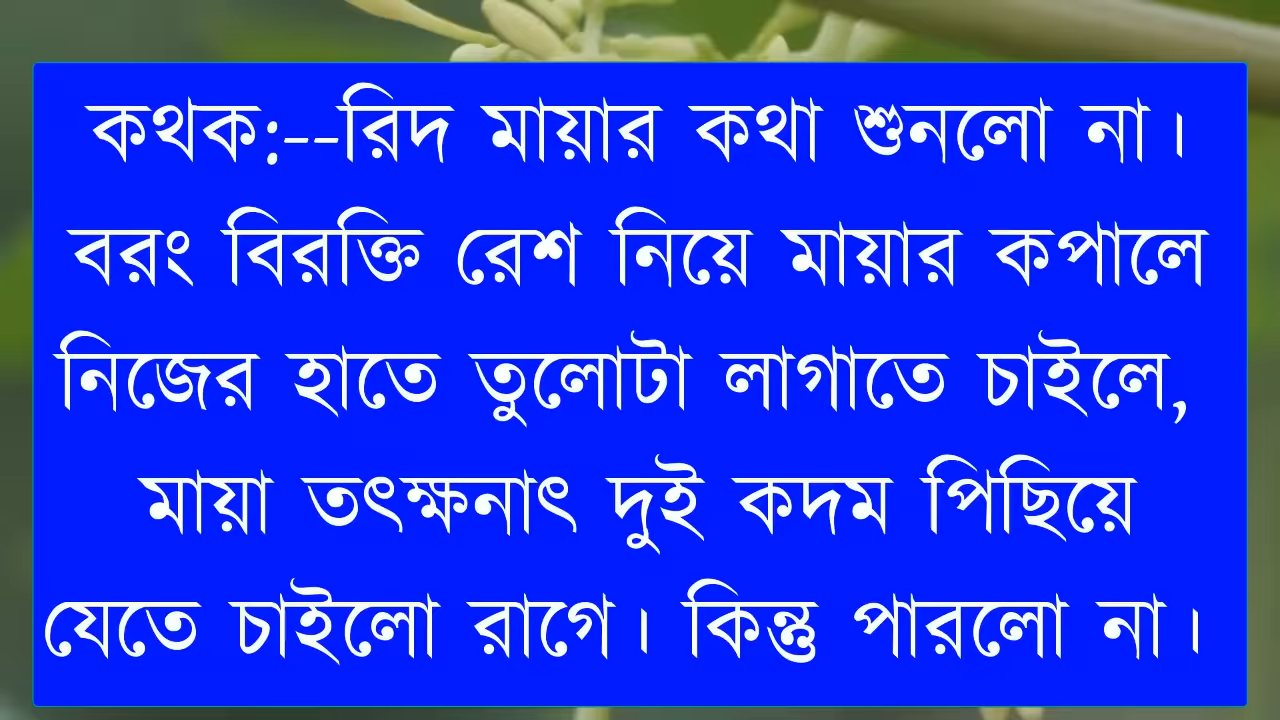 কথক:--রিদ মায়ার কথা শুনলো না।
বরং বিরক্তি রেশ নিয়ে মায়ার কপালে
নিজের হাতে তুলোটা লাগাতে চাইলে,
মায়া তৎক্ষনাৎ দুই কদম পিছিয়ে
যেতে চাইলো রাগে। কিন্তু পারলো না।